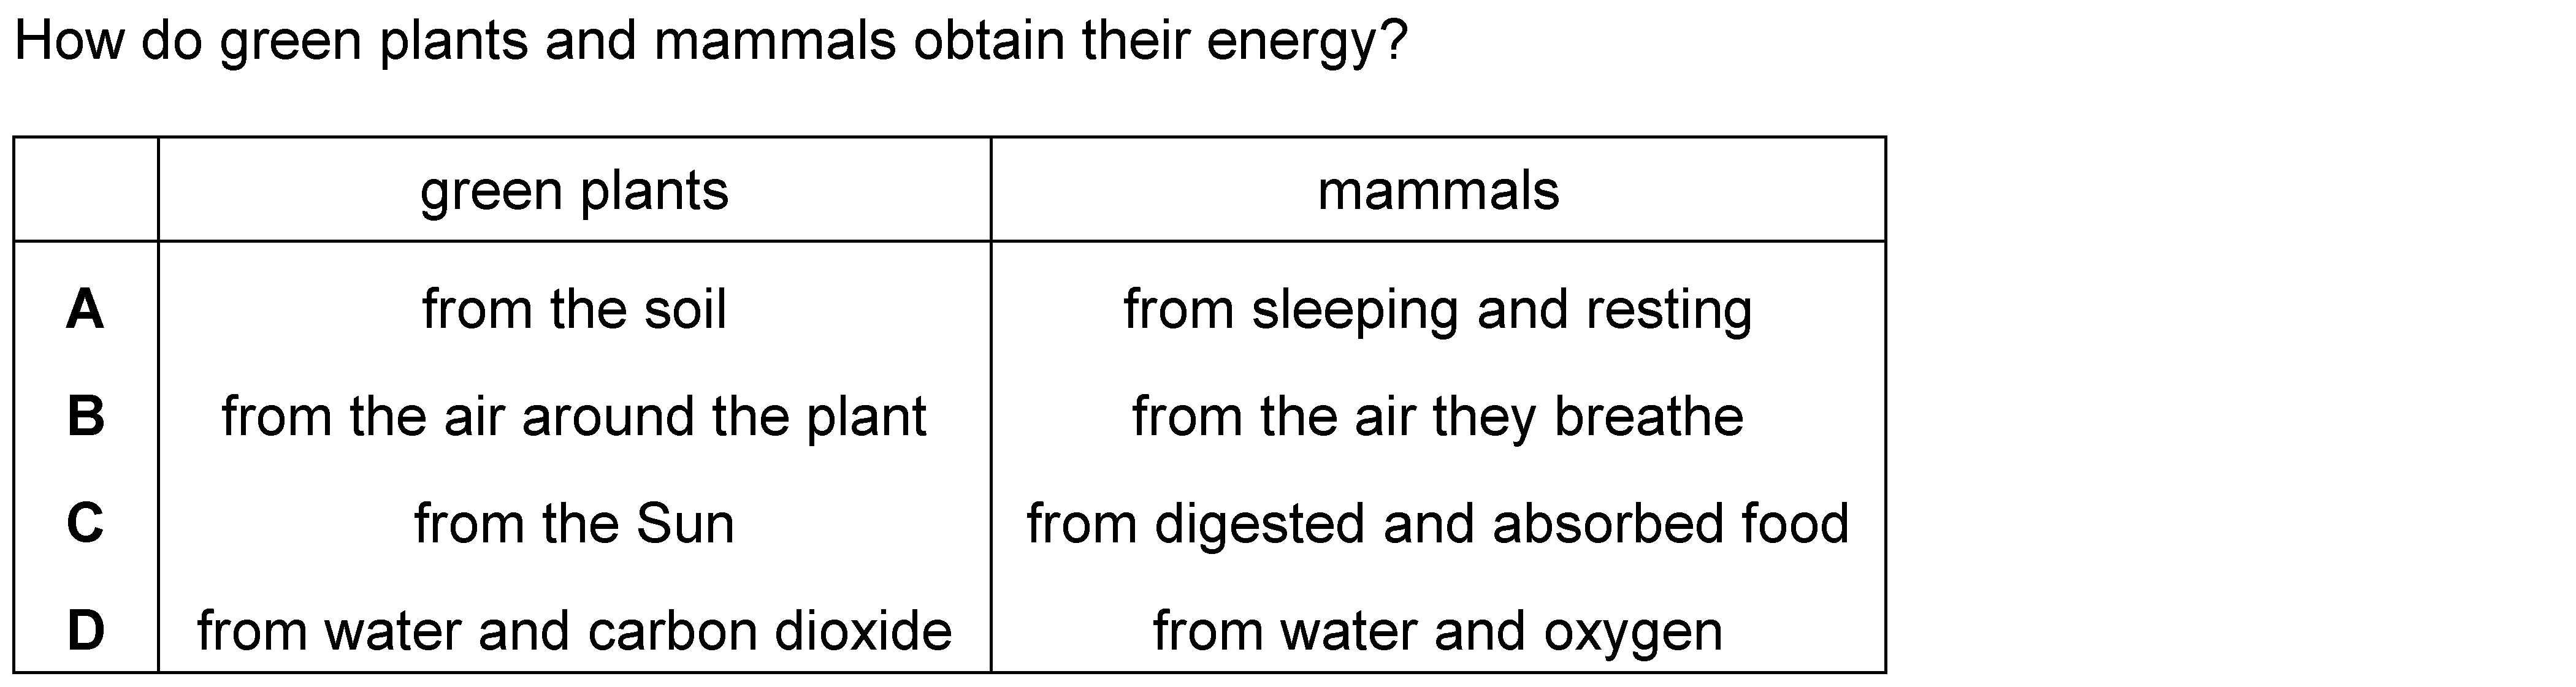 How do green plants and mammals obtain their energy?
green plants mammals
A from the soil from sleeping and resting
B from the air around the plant from the air they breathe
C from the Sun from digested and absorbed food
D from water and carbon dioxide from water and oxygen